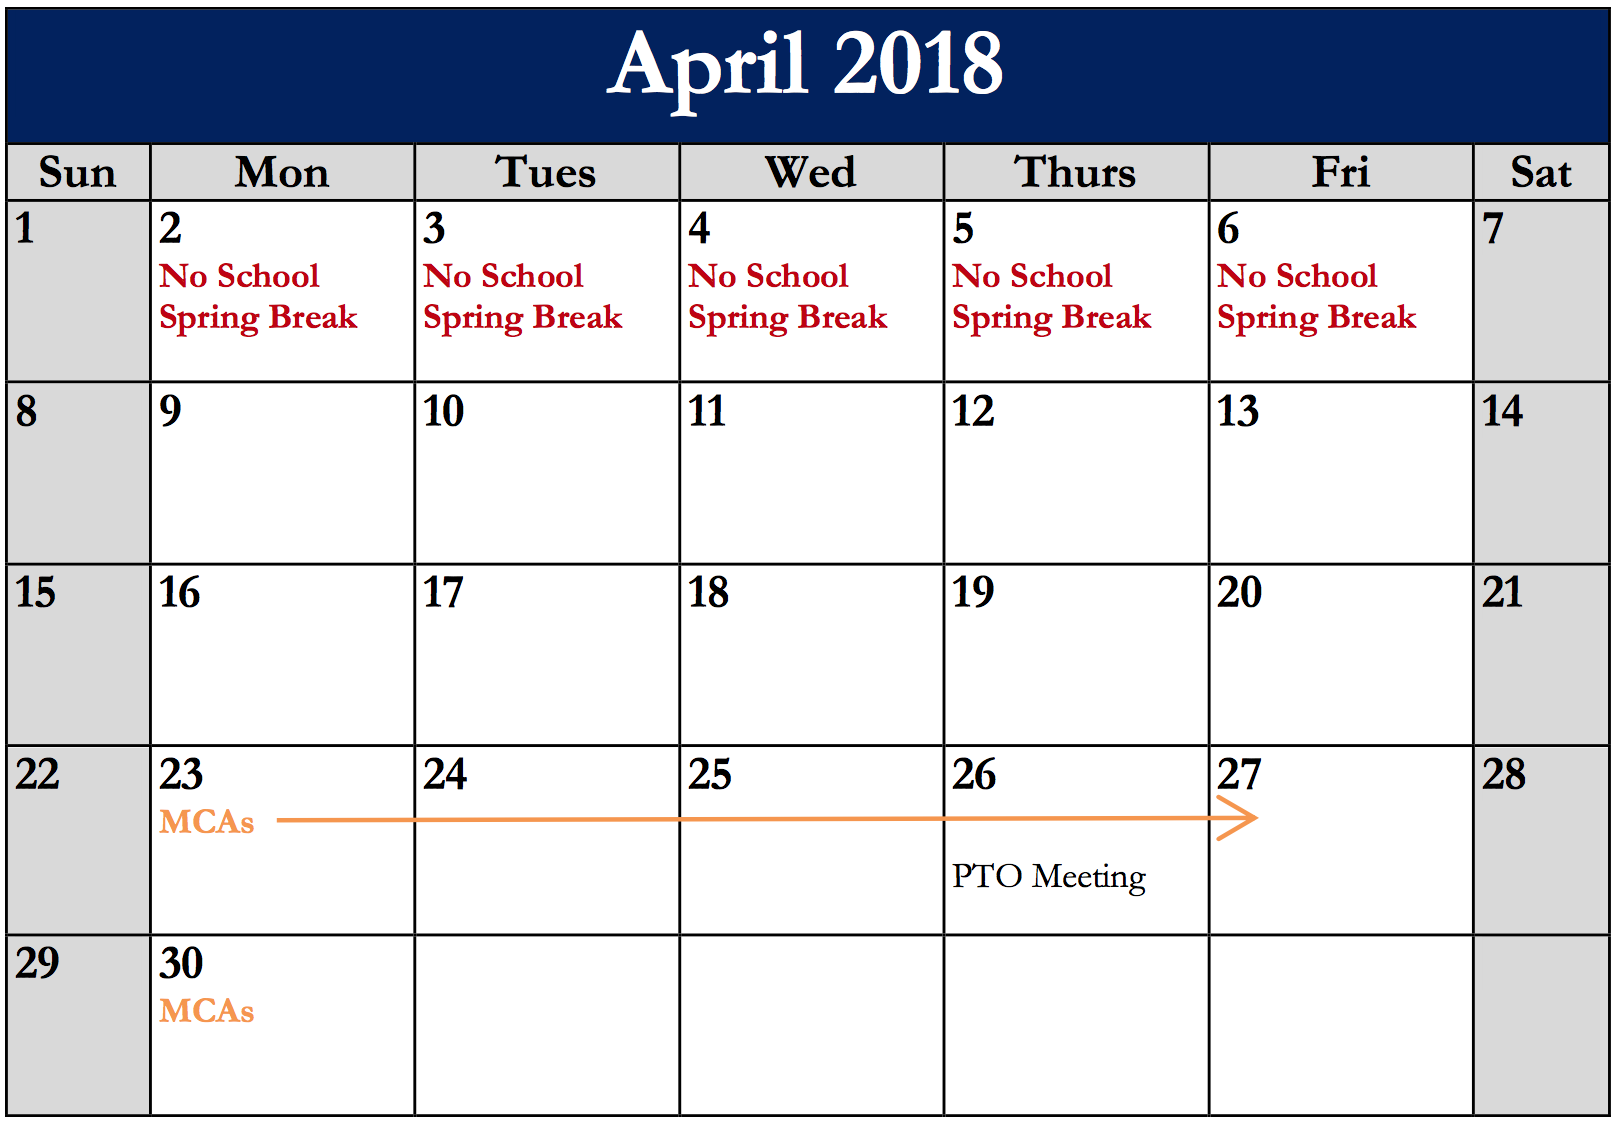 April 2018
Sun Mon Tues Wed Thurs Fri Sat
1 2 3 4 5 6 7
No School No School No School No School No School
Spring Break Spring Break Spring Break Spring Break Spring Break
8 9 10 11 12 13 14
15 16 17 18 19 20 21
22 23 24 25 26 27 28
MCAs
PTO Meeting
29 30
MCAs